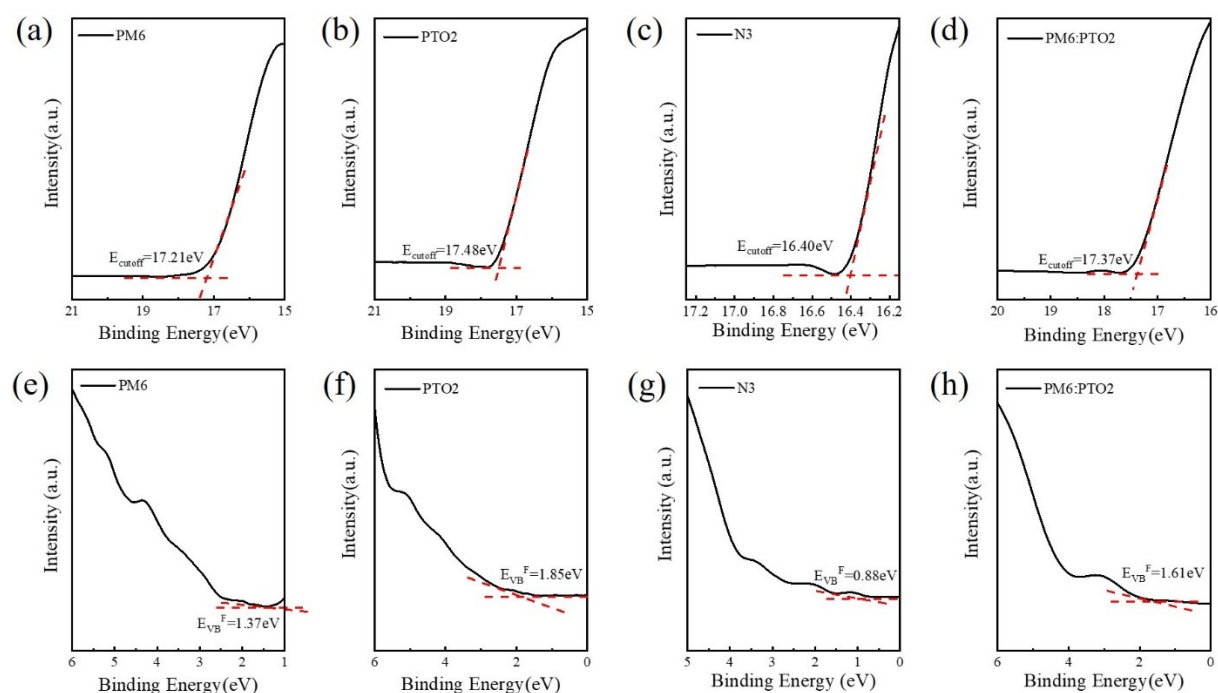 (a)
PM6
Intensity(a.u.)
E_cutoff=17.21eV
21 19 17 15
Binding Energy(eV)
(b)
PTO2
Intensity(a.u.)
E_cutoff=17.48eV
21 19 17 15
Binding Energy(eV)
(c)
N3
Intensity (a.u.)
E_cutoff=16.40eV
17.2 17.0 16.8 16.6 16.4 16.2
Binding Energy (eV)
(d)
PM6:PTO2
Intensity(a.u.)
E_cutoff=17.37eV
20 19 18 17 16
Binding Energy(eV)
(e)
PM6
Intensity (a.u.)
E_VB^F=1.37eV
6 5 4 3 2 1
Binding Energy(eV)
(f)
PTO2
Intensity (a.u.)
E_VB^F=1.85eV
6 4 2 0
Binding Energy(eV)
(g)
N3
Intensity (a.u.)
E_VB^F=0.88eV
5 4 3 2 1 0
Binding Energy(eV)
(h)
PM6:PTO2
Intensity (a.u.)
E_VB^F=1.61eV
6 4 2 0
Binding Energy(eV)